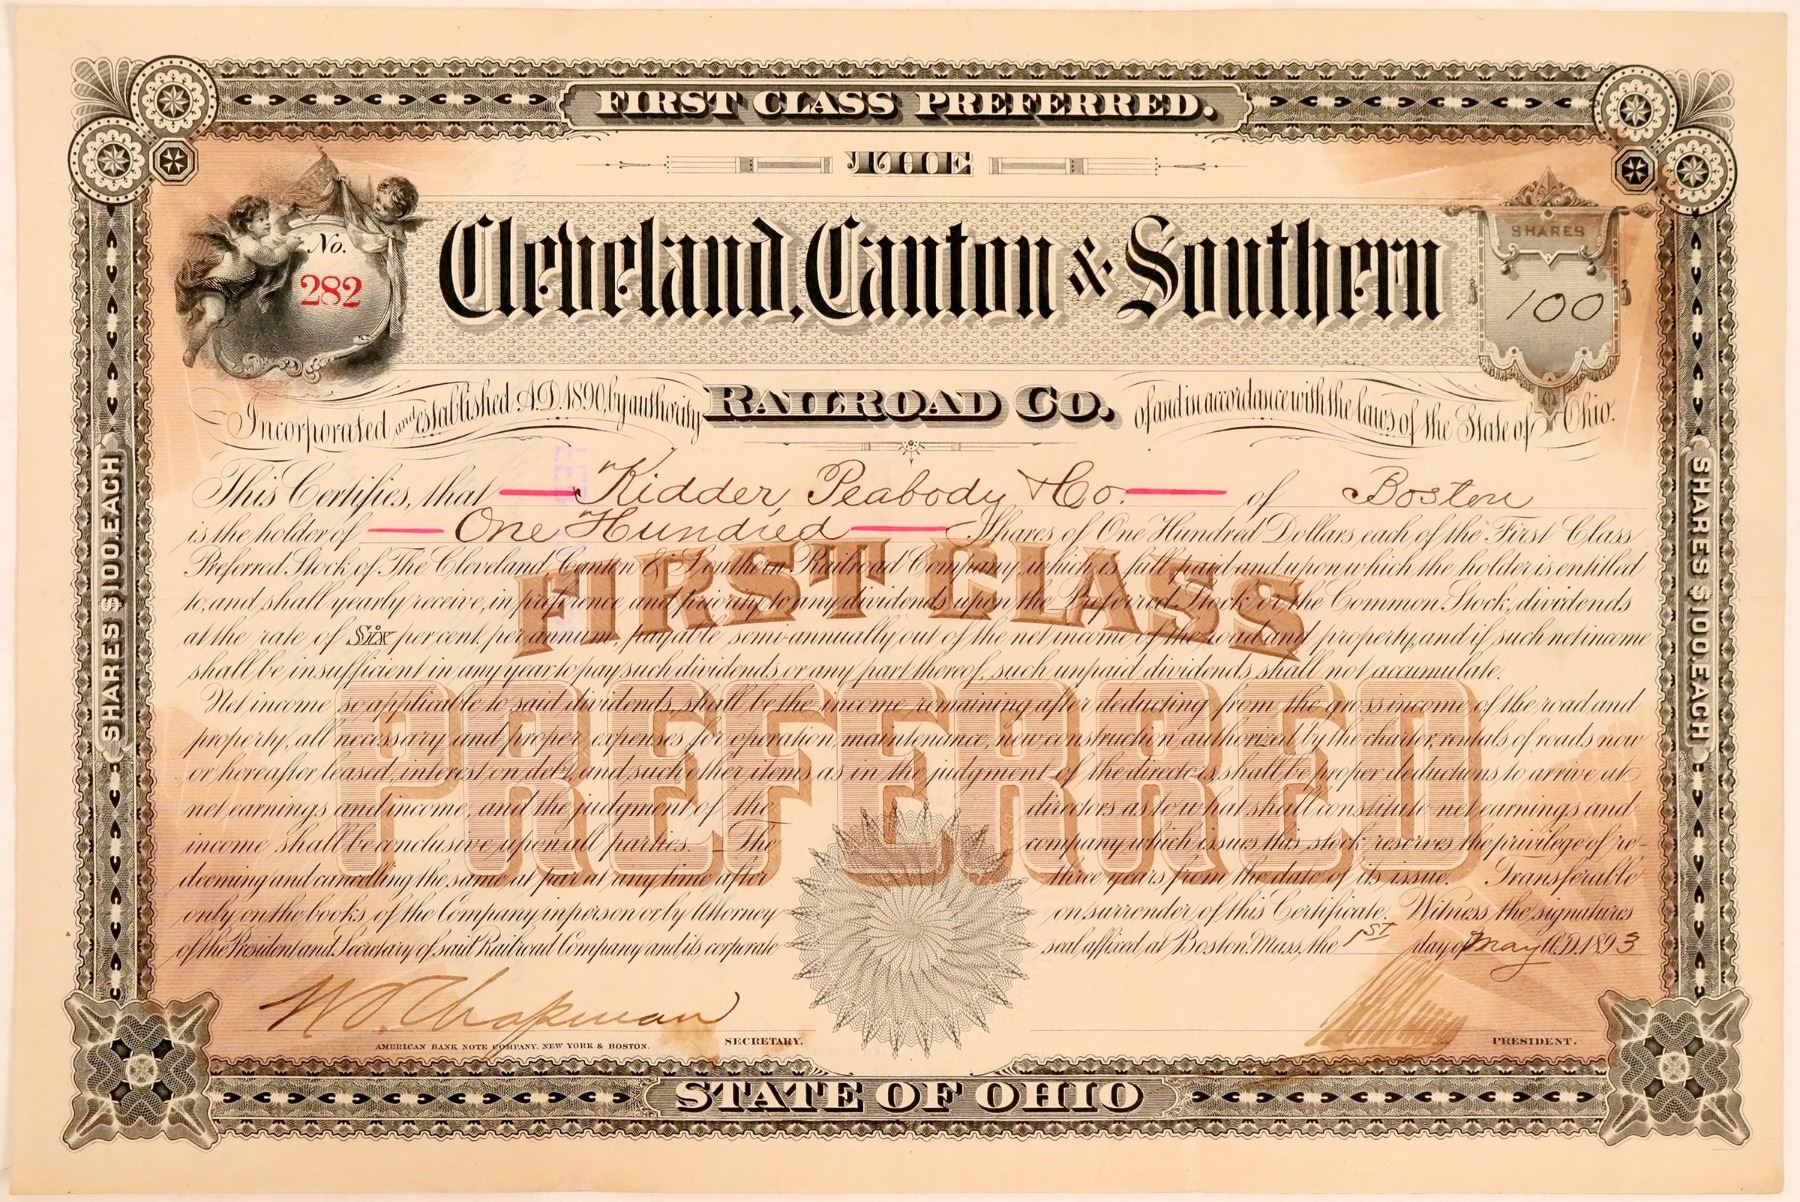 FIRST CLASS PREFERRED.
THE
No.
282
Cleveland, Canton & Southern
SHARES
100
Incorporated and established A.D. 1890, by authority
RAILROAD CO.
of and in accordance with the laws of the State of Ohio.
This Certifies, that Kidder, Peabody & Co. of Boston
is the holder of One Hundred Shares of One Hundred Dollars each of the First Class
Preferred Stock of The Cleveland Canton & Southern Railroad Company, which is full paid and upon which the holder is entitled
to, and shall yearly receive, in preference and priority to any dividends upon the Preferred Stock or the Common Stock, dividends
at the rate of Six per cent. per annum, payable semi-annually out of the net income of the road and property, and if such net income
shall be insufficient in any year to pay such dividends or any part thereof, such unpaid dividends shall not accumulate.
FIRST CLASS
Net income so applicable to said dividends, shall be the income remaining after deducting from the gross income of the road and
property, all necessary and proper expenses for operation, maintenance, new construction authorized by the charter, rentals of roads now
or hereafter leased, interest on debt, and such other items as in the judgment of the directors shall be proper deductions to arrive at
net earnings and income, and the judgment of the directors as to what shall constitute net earnings and
income shall be conclusive upon all parties. The company which issues this stock reserves the privilege of re-
deeming and cancelling the same at par at any time after three years from the date of its issue. Transferable
PREFERRED
only on the books of the Company in person or by Attorney on surrender of this Certificate. Witness, the signatures
of the President and Secretary of said Railroad Company and its corporate seal, affixed at Boston, Mass., the 1ST day of May A.D. 1893
W.O. Chapman
SECRETARY.
PRESIDENT.
AMERICAN BANK NOTE COMPANY. NEW YORK & BOSTON.
STATE OF OHIO
SHARES $100. EACH
SHARES $100. EACH